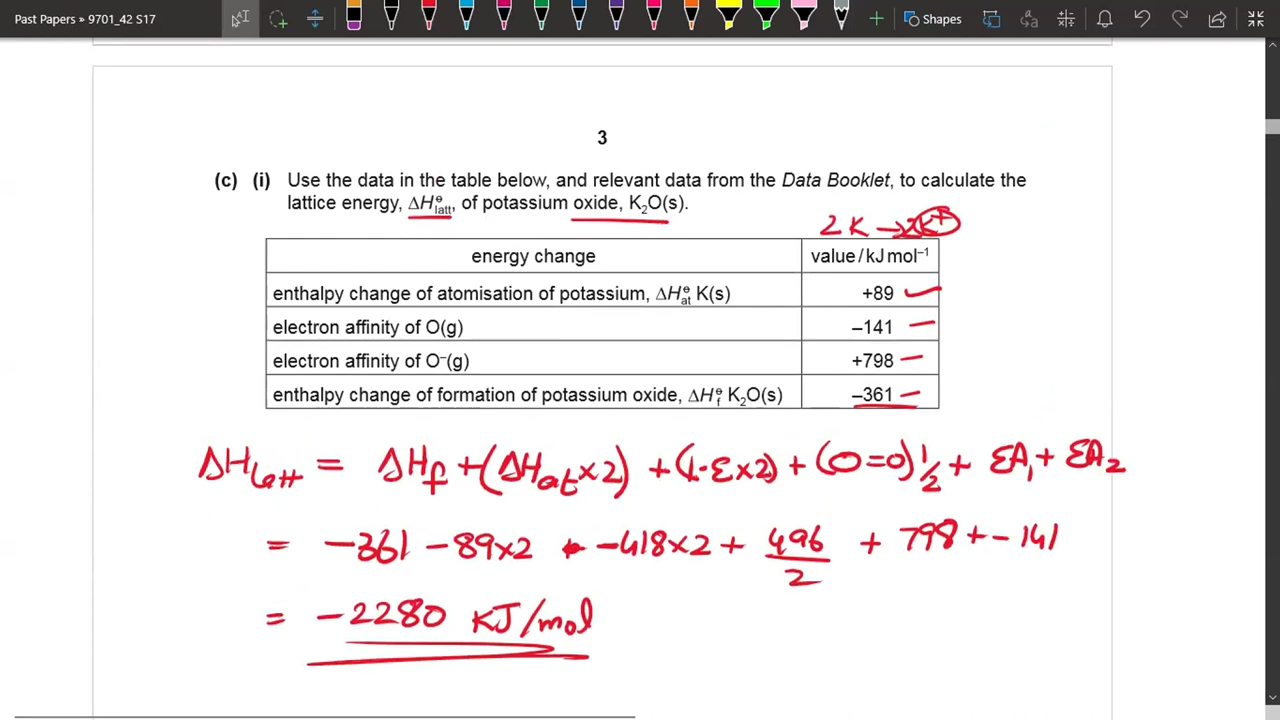 Past Papers » 9701_42 S17
Shapes
3
(c) (i) Use the data in the table below, and relevant data from the Data Booklet, to calculate the
lattice energy, ΔH⦵latt, of potassium oxide, K₂O(s).
2K → 2K⁺
energy change value / kJ mol⁻¹
enthalpy change of atomisation of potassium, ΔH⦵at K(s) +89
electron affinity of O(g) –141
electron affinity of O⁻(g) +798
enthalpy change of formation of potassium oxide, ΔH⦵f K₂O(s) –361
ΔHlatt = ΔHf + (ΔHat×2) + (I·E×2) + (O=O)½ + EA₁ + EA₂
= -361 - 89×2 - -418×2 + 496/2 + 798 + - 141
= -2280 KJ/mol